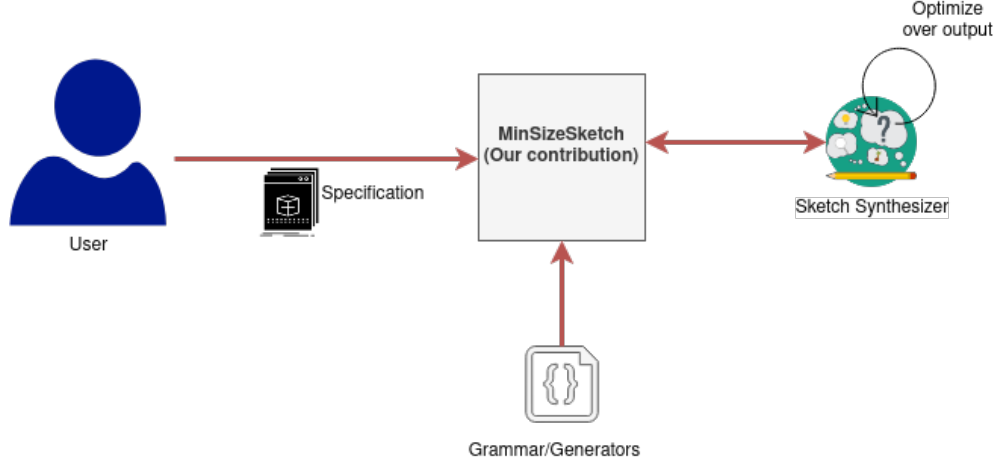 Optimize
over output
MinSizeSketch
(Our contribution)
?
Specification
Sketch Synthesizer
User
{}
Grammar/Generators